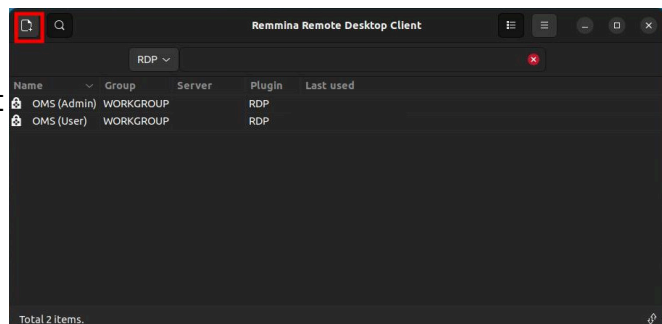 Remmina Remote Desktop Client
RDP
Name Group Server Plugin Last used
OMS (Admin) WORKGROUP RDP
OMS (User) WORKGROUP RDP
Total 2 items.